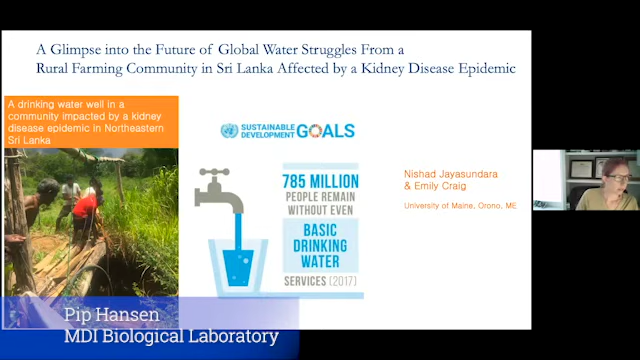 A Glimpse into the Future of Global Water Struggles From a
Rural Farming Community in Sri Lanka Affected by a Kidney Disease Epidemic
A drinking water well in a
community impacted by a kidney
disease epidemic in Northeastern
Sri Lanka
SUSTAINABLE
DEVELOPMENT
GOALS
785 MILLION
PEOPLE REMAIN
WITHOUT EVEN
BASIC
DRINKING
WATER
SERVICES (2017)
Nishad Jayasundara
& Emily Craig
University of Maine, Orono, ME
Pip Hansen
MDI Biological Laboratory